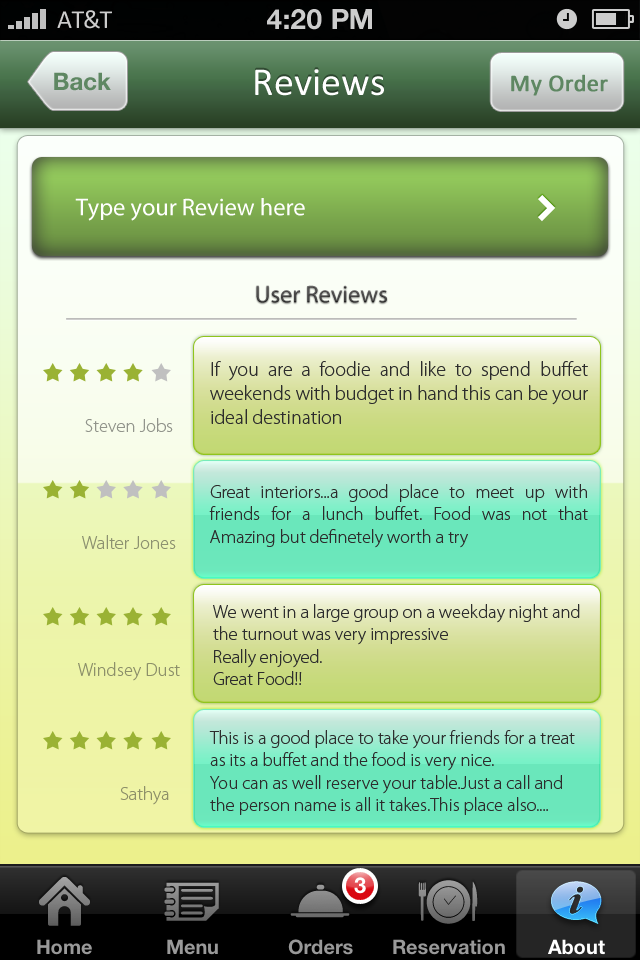 AT&T 4:20 PM
Back Reviews My Order
Type your Review here
User Reviews
If you are a foodie and like to spend buffet
weekends with budget in hand this can be your
ideal destination
Steven Jobs
Great interiors...a good place to meet up with
friends for a lunch buffet. Food was not that
Amazing but definetely worth a try
Walter Jones
We went in a large group on a weekday night and
the turnout was very impressive
Really enjoyed.
Great Food!!
Windsey Dust
This is a good place to take your friends for a treat
as its a buffet and the food is very nice.
You can as well reserve your table.Just a call and
the person name is all it takes.This place also....
Sathya
3
Home Menu Orders Reservation About